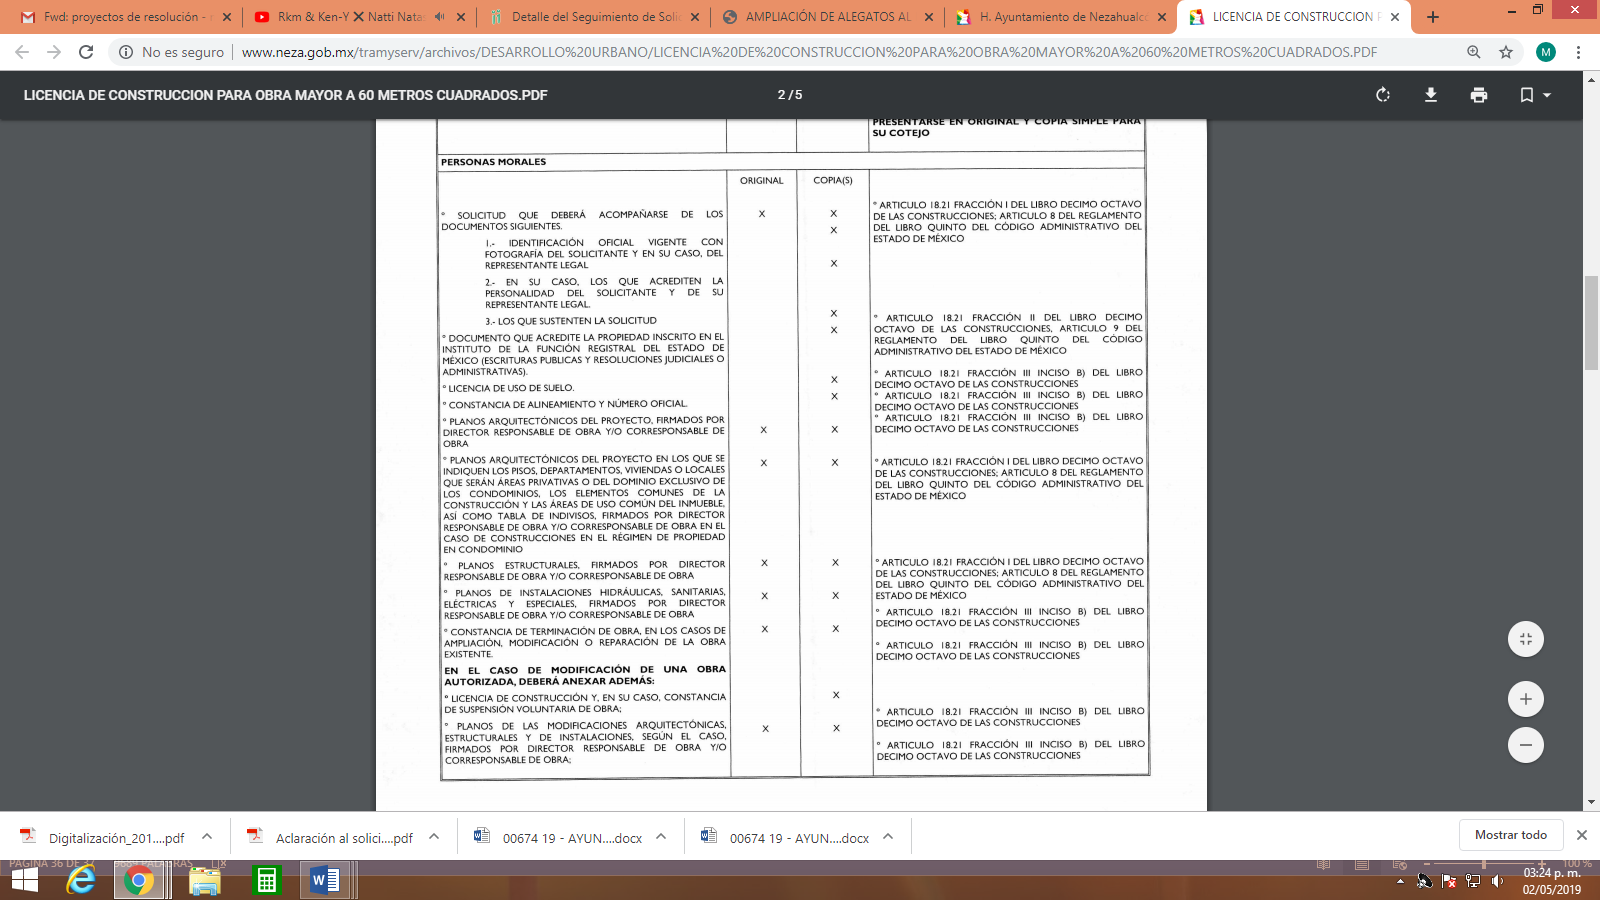 Fwd: proyectos de resolución - r
Rkm & Ken-Y ✕ Natti Natas
Detalle del Seguimiento de Solic
AMPLIACIÓN DE ALEGATOS AL
H. Ayuntamiento de Nezahualcó
LICENCIA DE CONSTRUCCION P
No es seguro
www.neza.gob.mx/tramyserv/archivos/DESARROLLO%20URBANO/LICENCIA%20DE%20CONSTRUCCION%20PARA%20OBRA%20MAYOR%20A%2060%20METROS%20CUADRADOS.PDF
M
LICENCIA DE CONSTRUCCION PARA OBRA MAYOR A 60 METROS CUADRADOS.PDF
2 / 5
PRESENTARSE EN ORIGINAL Y COPIA SIMPLE PARA
SU COTEJO
PERSONAS MORALES
ORIGINAL
COPIA(S)
° SOLICITUD QUE DEBERÁ ACOMPAÑARSE DE LOS
DOCUMENTOS SIGUIENTES.
X
X
X
° ARTICULO 18.21 FRACCIÓN I DEL LIBRO DECIMO OCTAVO
DE LAS CONSTRUCCIONES; ARTICULO 8 DEL REGLAMENTO
DEL LIBRO QUINTO DEL CÓDIGO ADMINISTRATIVO DEL
ESTADO DE MÉXICO
1.- IDENTIFICACIÓN OFICIAL VIGENTE CON
FOTOGRAFÍA DEL SOLICITANTE Y EN SU CASO, DEL
REPRESENTANTE LEGAL
X
2.- EN SU CASO, LOS QUE ACREDITEN LA
PERSONALIDAD DEL SOLICITANTE Y DE SU
REPRESENTANTE LEGAL.
3.- LOS QUE SUSTENTEN LA SOLICITUD
X
° DOCUMENTO QUE ACREDITE LA PROPIEDAD INSCRITO EN EL
INSTITUTO DE LA FUNCIÓN REGISTRAL DEL ESTADO DE
MÉXICO (ESCRITURAS PUBLICAS Y RESOLUCIONES JUDICIALES O
ADMINISTRATIVAS).
X
° ARTICULO 18.21 FRACCIÓN II DEL LIBRO DECIMO
OCTAVO DE LAS CONSTRUCCIONES, ARTICULO 9 DEL
REGLAMENTO DEL LIBRO QUINTO DEL CÓDIGO
ADMINISTRATIVO DEL ESTADO DE MÉXICO
° LICENCIA DE USO DE SUELO.
X
° ARTICULO 18.21 FRACCIÓN III INCISO B) DEL LIBRO
DECIMO OCTAVO DE LAS CONSTRUCCIONES
° CONSTANCIA DE ALINEAMIENTO Y NÚMERO OFICIAL.
X
° ARTICULO 18.21 FRACCIÓN III INCISO B) DEL LIBRO
DECIMO OCTAVO DE LAS CONSTRUCCIONES
° PLANOS ARQUITECTÓNICOS DEL PROYECTO, FIRMADOS POR
DIRECTOR RESPONSABLE DE OBRA Y/O CORRESPONSABLE DE
OBRA
X
X
° ARTICULO 18.21 FRACCIÓN III INCISO B) DEL LIBRO
DECIMO OCTAVO DE LAS CONSTRUCCIONES
° PLANOS ARQUITECTÓNICOS DEL PROYECTO EN LOS QUE SE
INDIQUEN LOS PISOS, DEPARTAMENTOS, VIVIENDAS O LOCALES
QUE SERÁN ÁREAS PRIVATIVAS O DEL DOMINIO EXCLUSIVO DE
LOS CONDOMINIOS, LOS ELEMENTOS COMUNES DE LA
CONSTRUCCIÓN Y LAS ÁREAS DE USO COMÚN DEL INMUEBLE,
ASÍ COMO TABLA DE INDIVISOS, FIRMADOS POR DIRECTOR
RESPONSABLE DE OBRA Y/O CORRESPONSABLE DE OBRA EN EL
CASO DE CONSTRUCCIONES EN EL RÉGIMEN DE PROPIEDAD
EN CONDOMINIO
X
X
° ARTICULO 18.21 FRACCIÓN I DEL LIBRO DECIMO OCTAVO
DE LAS CONSTRUCCIONES; ARTICULO 8 DEL REGLAMENTO
DEL LIBRO QUINTO DEL CÓDIGO ADMINISTRATIVO DEL
ESTADO DE MÉXICO
° PLANOS ESTRUCTURALES, FIRMADOS POR DIRECTOR
RESPONSABLE DE OBRA Y/O CORRESPONSABLE DE OBRA
X
X
° ARTICULO 18.21 FRACCIÓN I DEL LIBRO DECIMO OCTAVO
DE LAS CONSTRUCCIONES; ARTICULO 8 DEL REGLAMENTO
DEL LIBRO QUINTO DEL CÓDIGO ADMINISTRATIVO DEL
ESTADO DE MÉXICO
° PLANOS DE INSTALACIONES HIDRÁULICAS, SANITARIAS,
ELÉCTRICAS Y ESPECIALES, FIRMADOS POR DIRECTOR
RESPONSABLE DE OBRA Y/O CORRESPONSABLE DE OBRA
X
X
° ARTICULO 18.21 FRACCIÓN III INCISO B) DEL LIBRO
DECIMO OCTAVO DE LAS CONSTRUCCIONES
° CONSTANCIA DE TERMINACIÓN DE OBRA, EN LOS CASOS DE
AMPLIACIÓN, MODIFICACIÓN O REPARACIÓN DE LA OBRA
EXISTENTE.
X
X
° ARTICULO 18.21 FRACCIÓN III INCISO B) DEL LIBRO
DECIMO OCTAVO DE LAS CONSTRUCCIONES
EN EL CASO DE MODIFICACIÓN DE UNA OBRA
AUTORIZADA, DEBERÁ ANEXAR ADEMÁS:
° LICENCIA DE CONSTRUCCIÓN Y, EN SU CASO, CONSTANCIA
DE SUSPENSIÓN VOLUNTARIA DE OBRA;
X
° ARTICULO 18.21 FRACCIÓN III INCISO B) DEL LIBRO
DECIMO OCTAVO DE LAS CONSTRUCCIONES
° PLANOS DE LAS MODIFICACIONES ARQUITECTÓNICAS,
ESTRUCTURALES Y DE INSTALACIONES, SEGÚN EL CASO,
FIRMADOS POR DIRECTOR RESPONSABLE DE OBRA Y/O
CORRESPONSABLE DE OBRA;
X
X
° ARTICULO 18.21 FRACCIÓN III INCISO B) DEL LIBRO
DECIMO OCTAVO DE LAS CONSTRUCCIONES
Digitalización_201....pdf
Aclaración al solici....pdf
00674 19 - AYUN....docx
00674 19 - AYUN....docx
Mostrar todo
PÁGINA 36 DE 37
PALABRAS
100 %
03:24 p. m.
02/05/2019